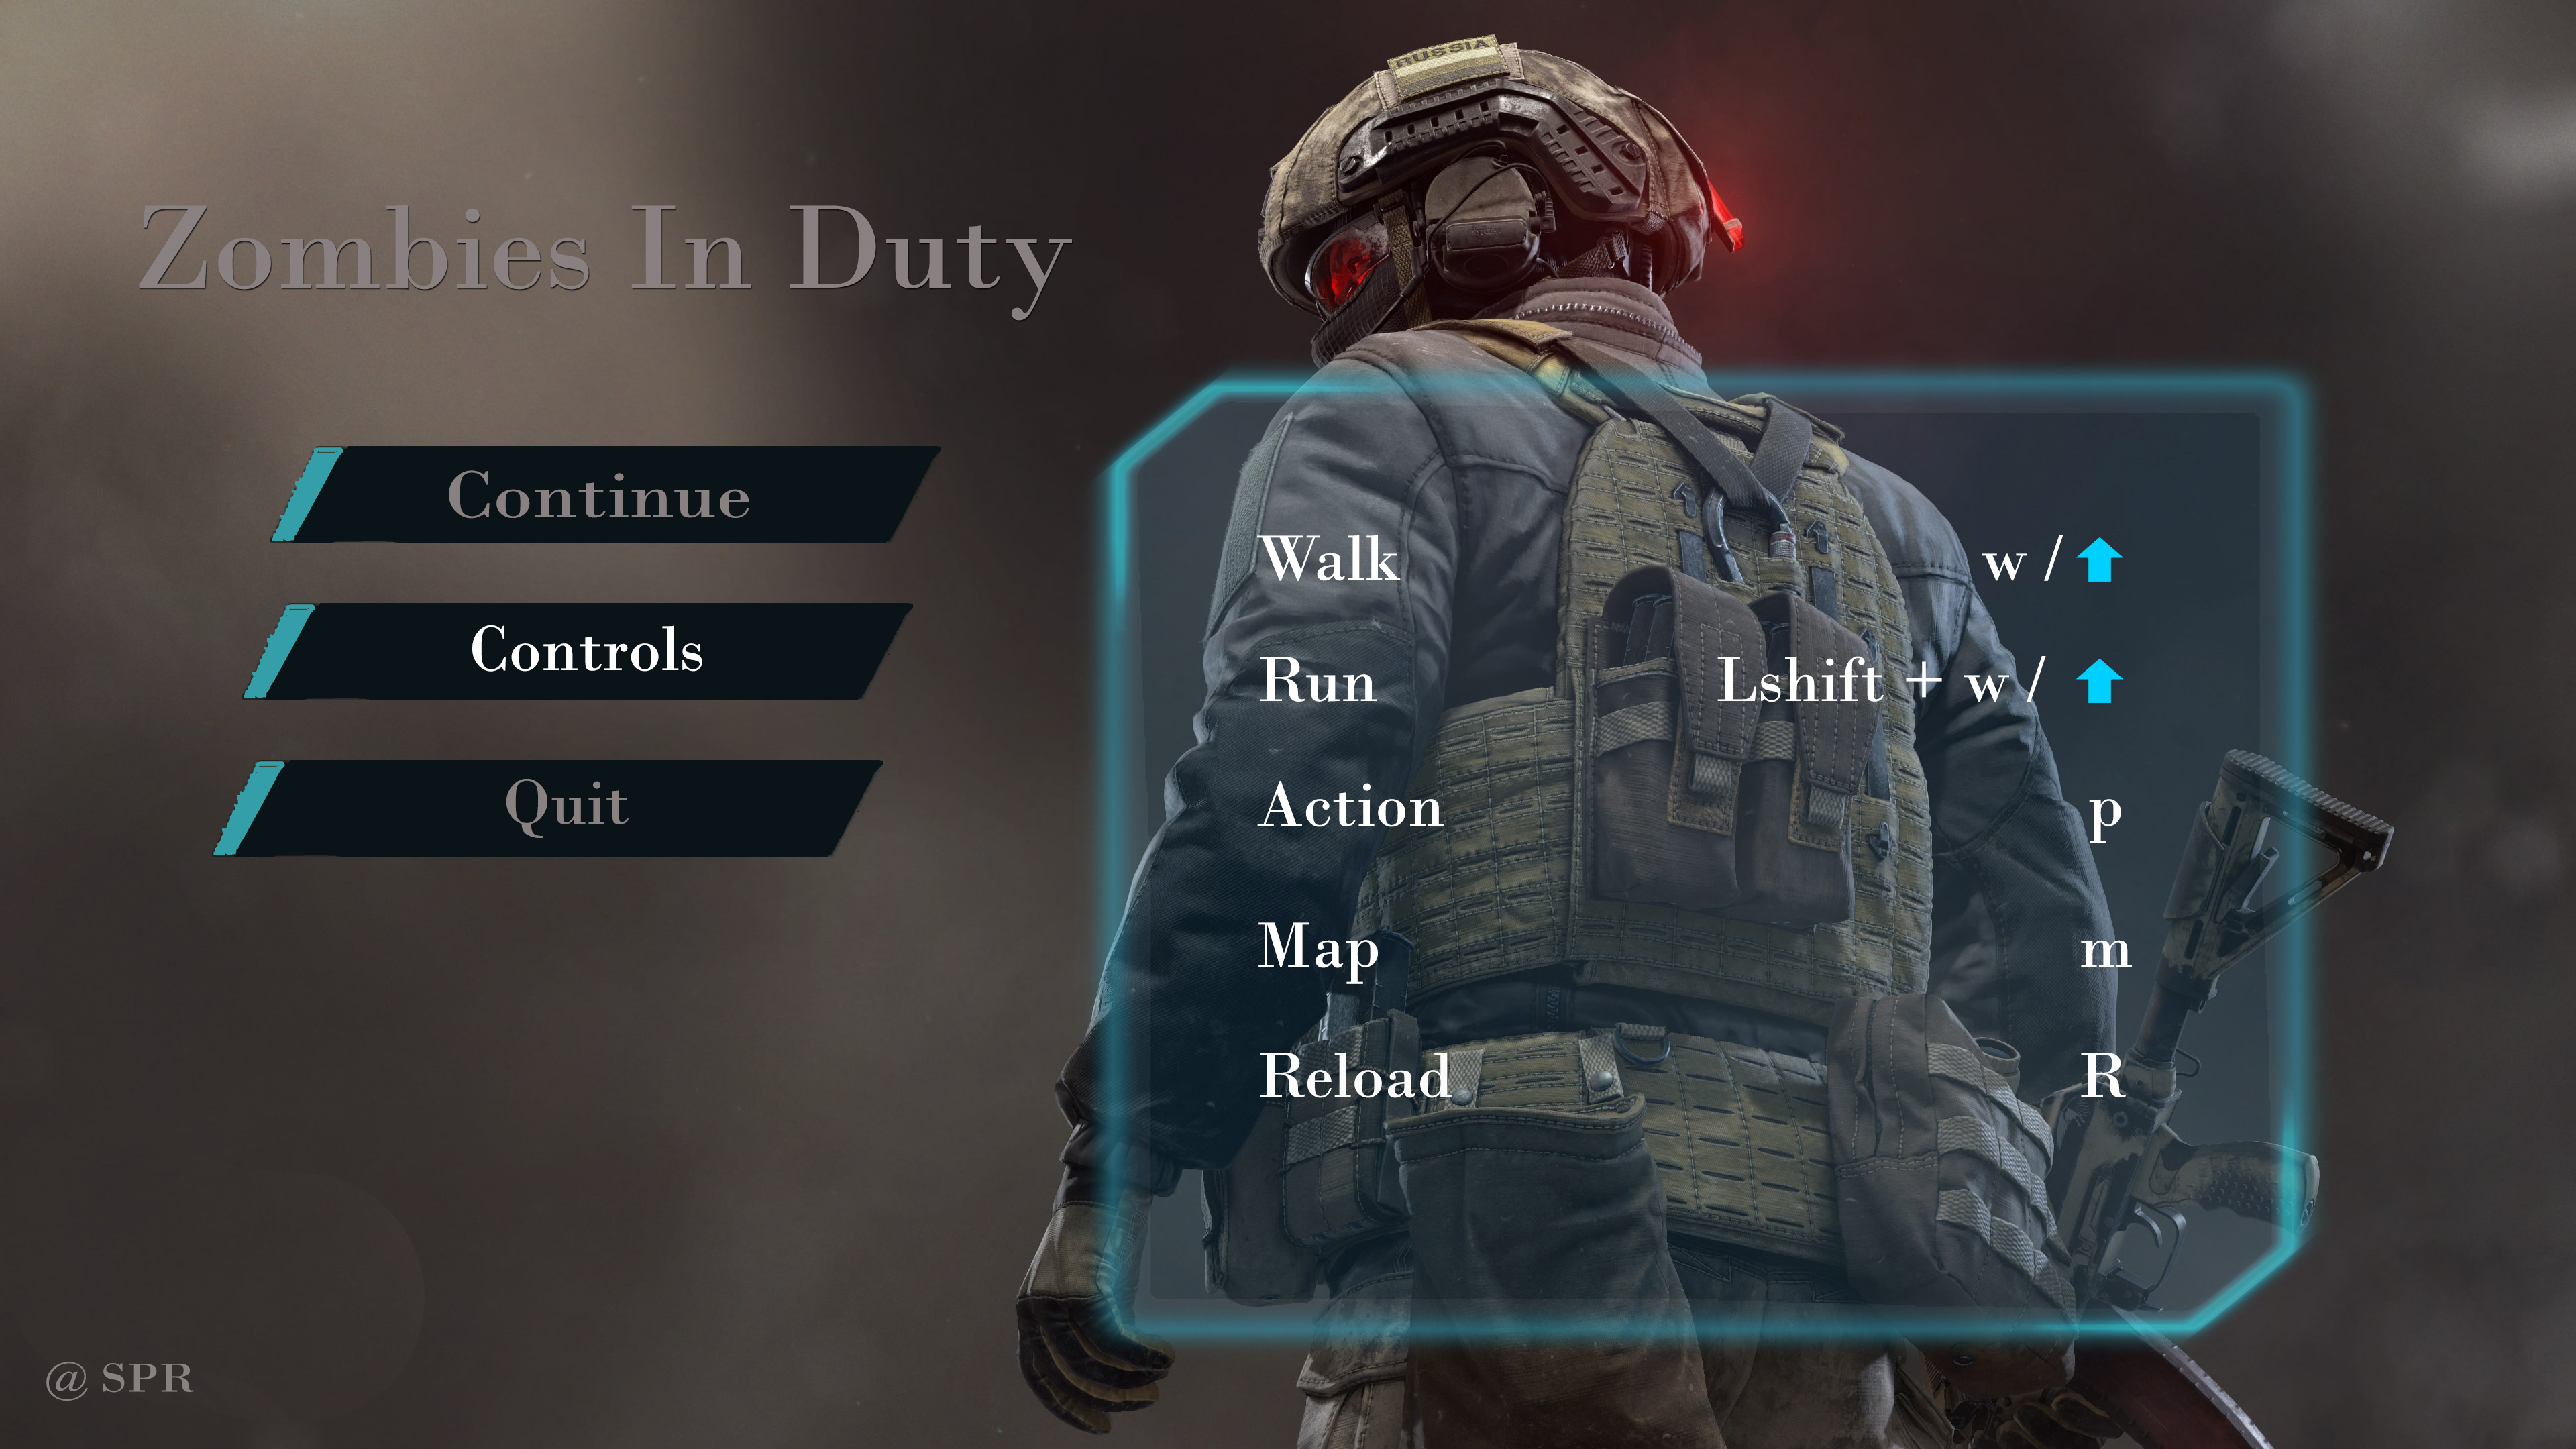 RUSSIA
Zombies In Duty
Continue
Controls
Quit
Walk w / ⬆
Run Lshift + w / ⬆
Action p
Map m
Reload R
@ SPR